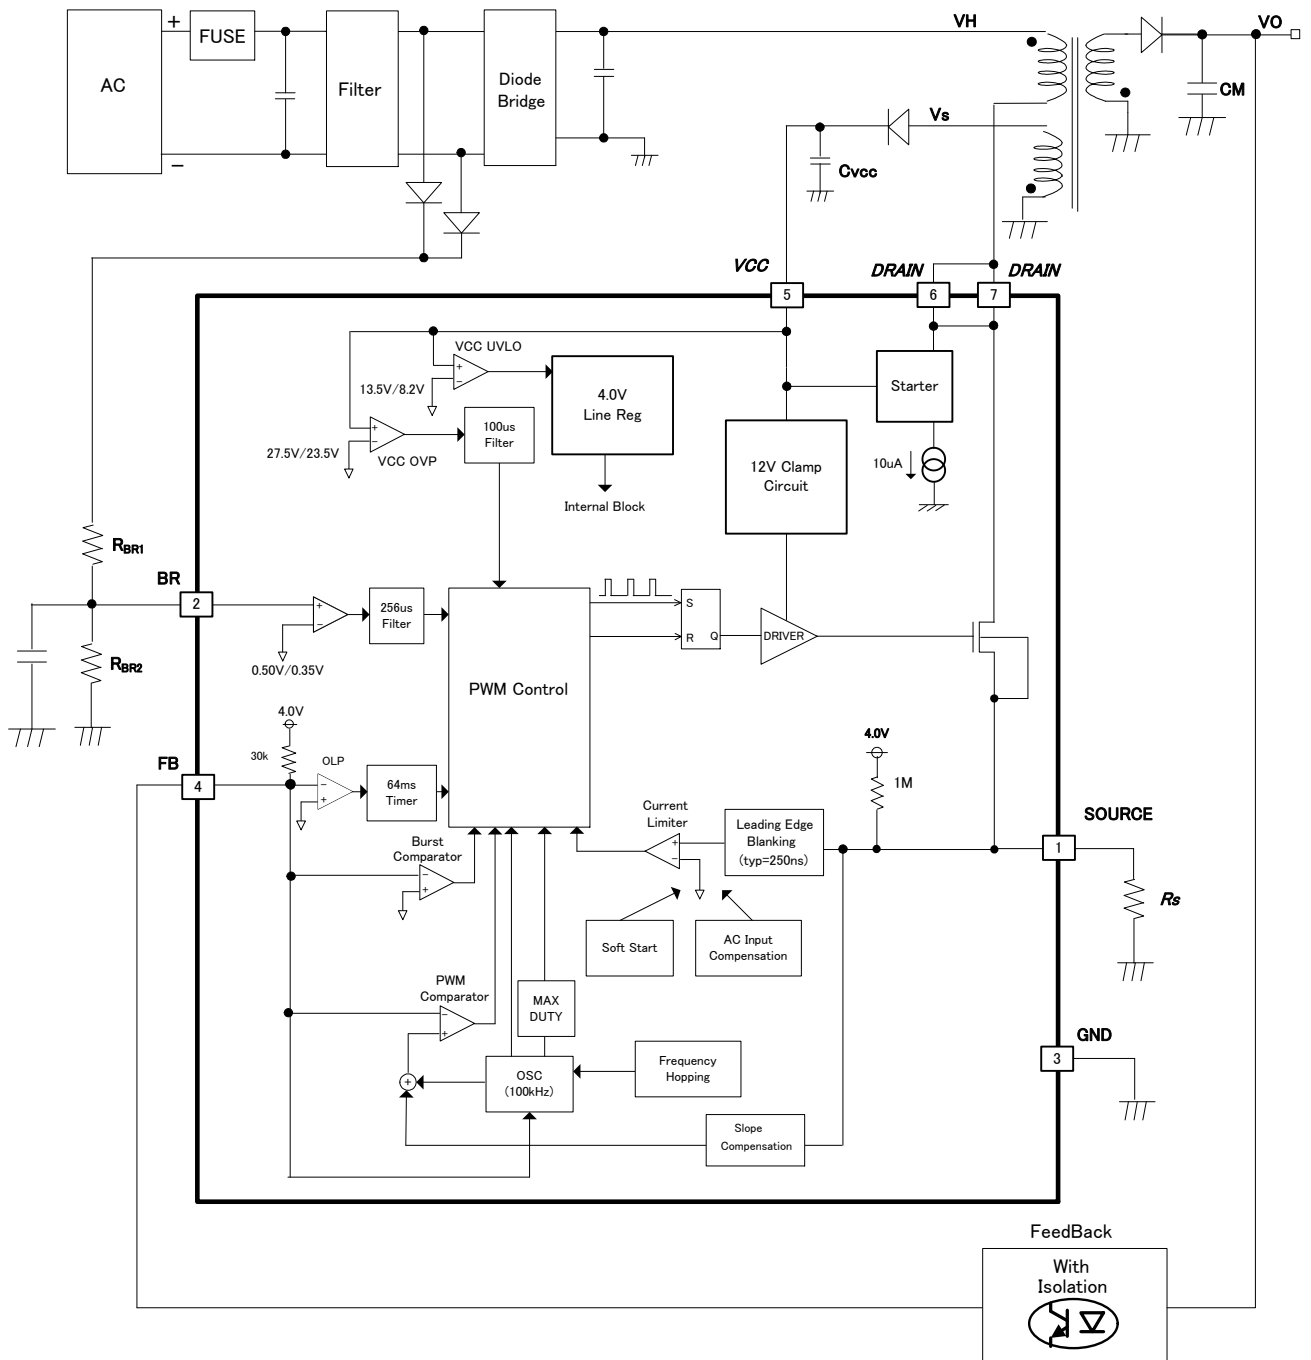 +
FUSE
AC
Filter
Diode
Bridge
−
VH
VO
CM
Vs
Cvcc
VCC
DRAIN
DRAIN
5
6
7
VCC UVLO
+
−
13.5V/8.2V
4.0V
Line Reg
Starter
100us
Filter
+
−
27.5V/23.5V
VCC OVP
12V Clamp
Circuit
10uA
Internal Block
RBR1
BR
2
+
−
256us
Filter
S
R
Q
DRIVER
0.50V/0.35V
RBR2
PWM Control
4.0V
4.0V
30k
OLP
FB
4
−
+
64ms
Timer
1M
Current
Limiter
Leading Edge
Blanking
(typ=250ns)
+
−
SOURCE
1
Burst
Comparator
−
+
Rs
Soft Start
AC Input
Compensation
PWM
Comparator
−
+
MAX
DUTY
GND
3
+
OSC
(100kHz)
Frequency
Hopping
Slope
Compensation
FeedBack
With
Isolation